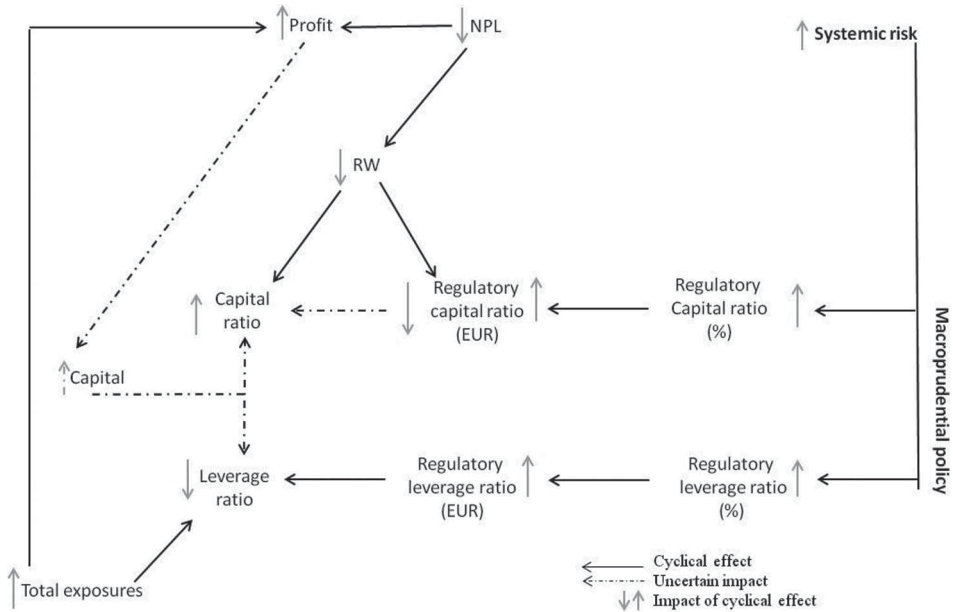 Profit
NPL
Systemic risk
RW
Capital
ratio
Regulatory
capital ratio
(EUR)
Regulatory
Capital ratio
(%)
Macroprudential policy
Capital
Leverage
ratio
Regulatory
leverage ratio
(EUR)
Regulatory
leverage ratio
(%)
Total exposures
Cyclical effect
Uncertain impact
Impact of cyclical effect